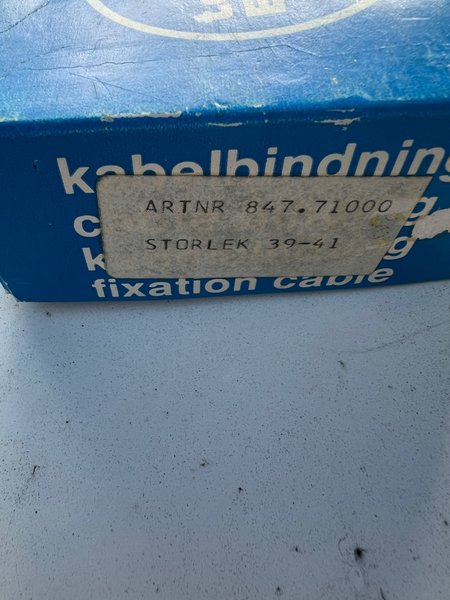 kabelbindning
ARTNR 847.71000
STORLEK 39-41
fixation cable